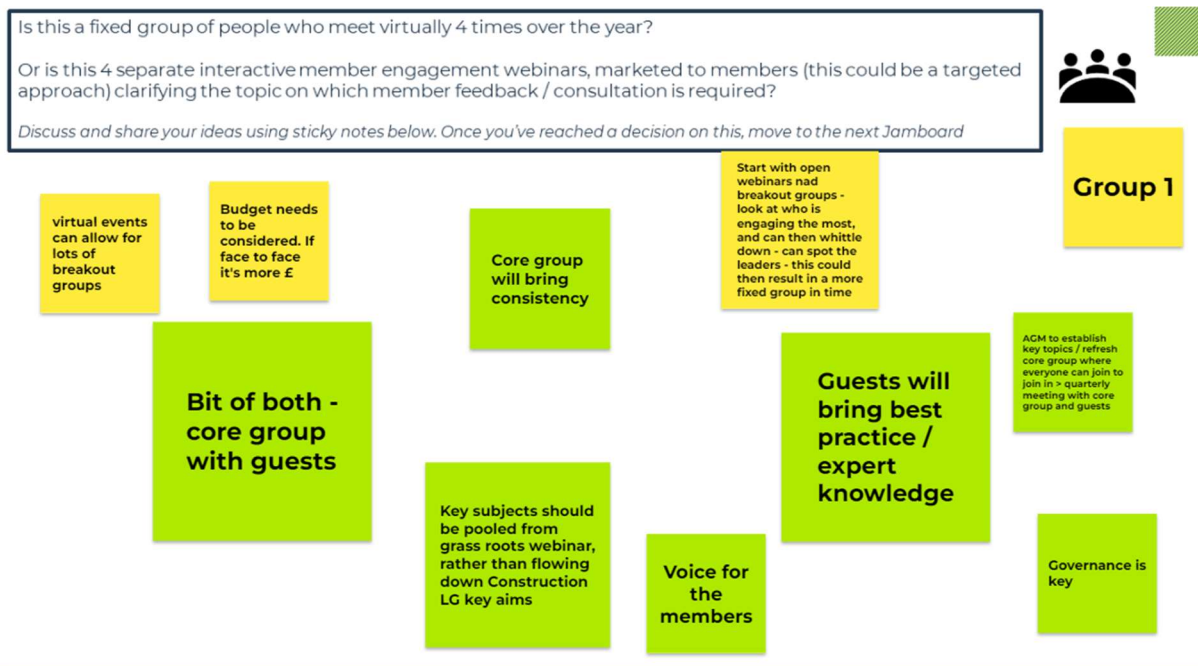 Is this a fixed group of people who meet virtually 4 times over the year?
Or is this 4 separate interactive member engagement webinars, marketed to members (this could be a targeted
approach) clarifying the topic on which member feedback / consultation is required?
Discuss and share your ideas using sticky notes below. Once you've reached a decision on this, move to the next Jamboard
Group 1
virtual events
can allow for
lots of
breakout
groups
Budget needs
to be
considered. If
face to face
it's more £
Core group
will bring
consistency
Start with open
webinars nad
breakout groups -
look at who is
engaging the most,
and can then whittle
down - can spot the
leaders - this could
then result in a more
fixed group in time
Bit of both -
core group
with guests
Guests will
bring best
practice /
expert
knowledge
AGM to establish
key topics / refresh
core group where
everyone can join to
join in > quarterly
meeting with core
group and guests
Key subjects should
be pooled from
grass roots webinar,
rather than flowing
down Construction
LG key aims
Voice for
the
members
Governance is
key